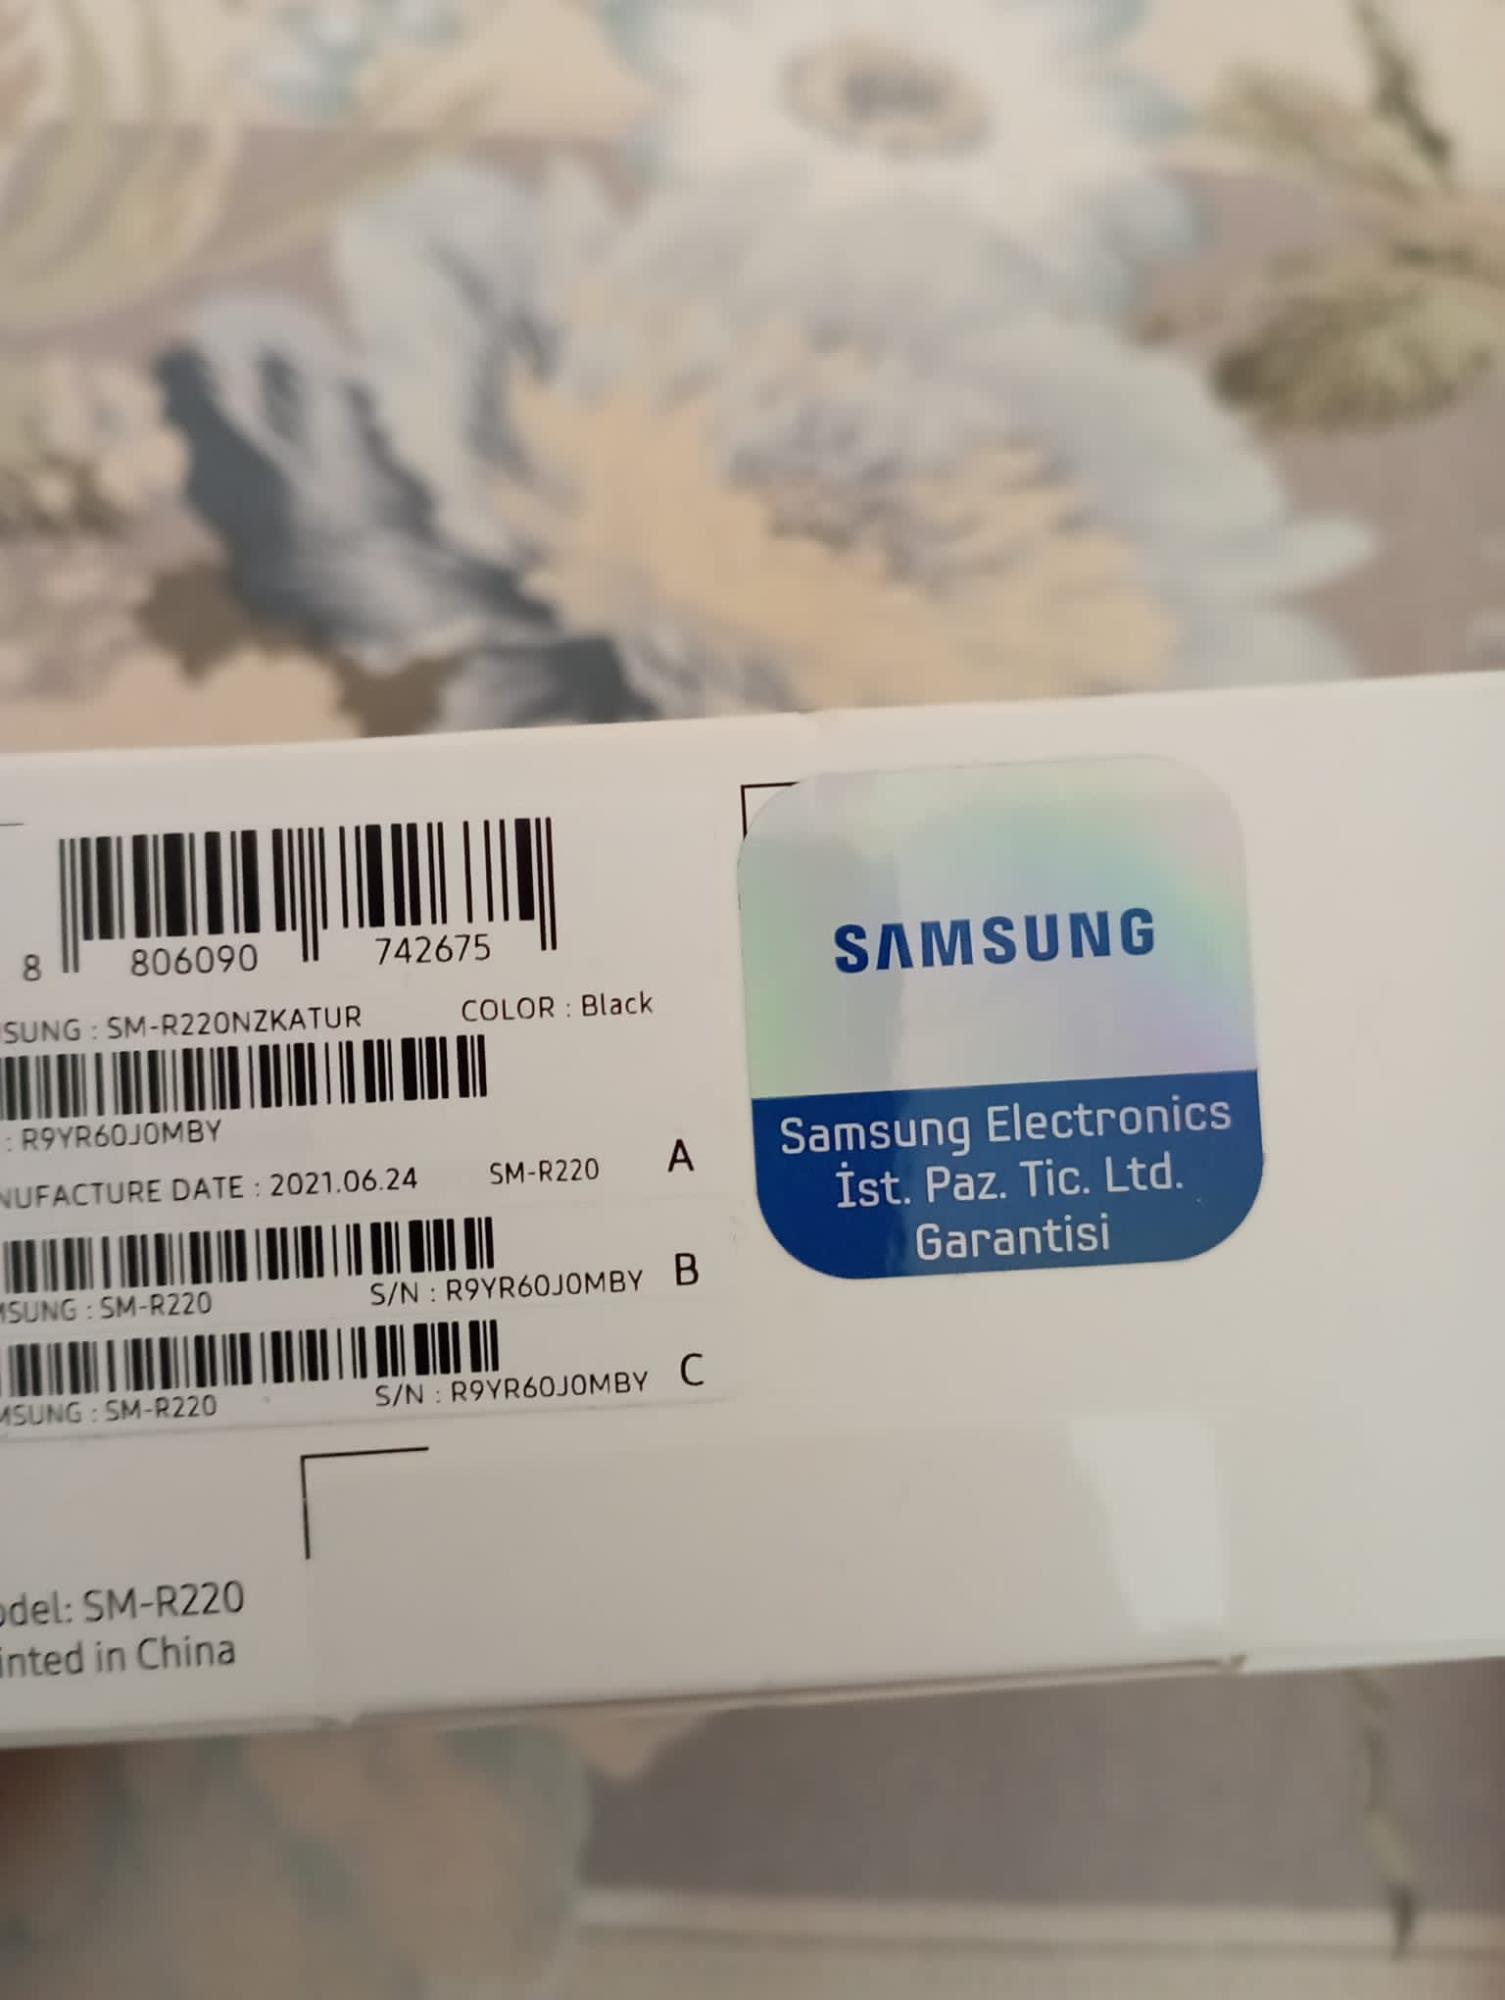 8 806090 742675
SUNG : SM-R220NZKATUR COLOR : Black
: R9YR60J0MBY
NUFACTURE DATE : 2021.06.24 SM-R220 A
MSUNG : SM-R220 S/N : R9YR60J0MBY B
MSUNG : SM-R220 S/N : R9YR60J0MBY C
odel: SM-R220
inted in China
SAMSUNG
Samsung Electronics
İst. Paz. Tic. Ltd.
Garantisi